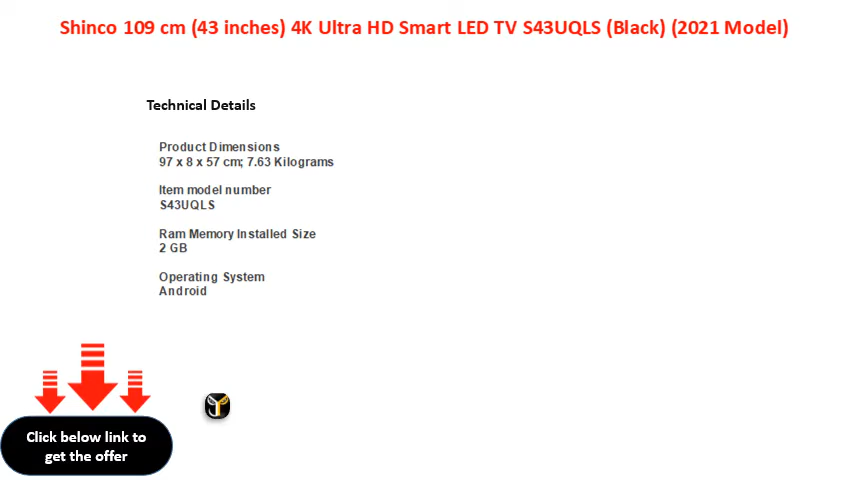 Shinco 109 cm (43 inches) 4K Ultra HD Smart LED TV S43UQLS (Black) (2021 Model)
Technical Details
Product Dimensions
97 x 8 x 57 cm; 7.63 Kilograms
Item model number
S43UQLS
Ram Memory Installed Size
2 GB
Operating System
Android
Click below link to
get the offer